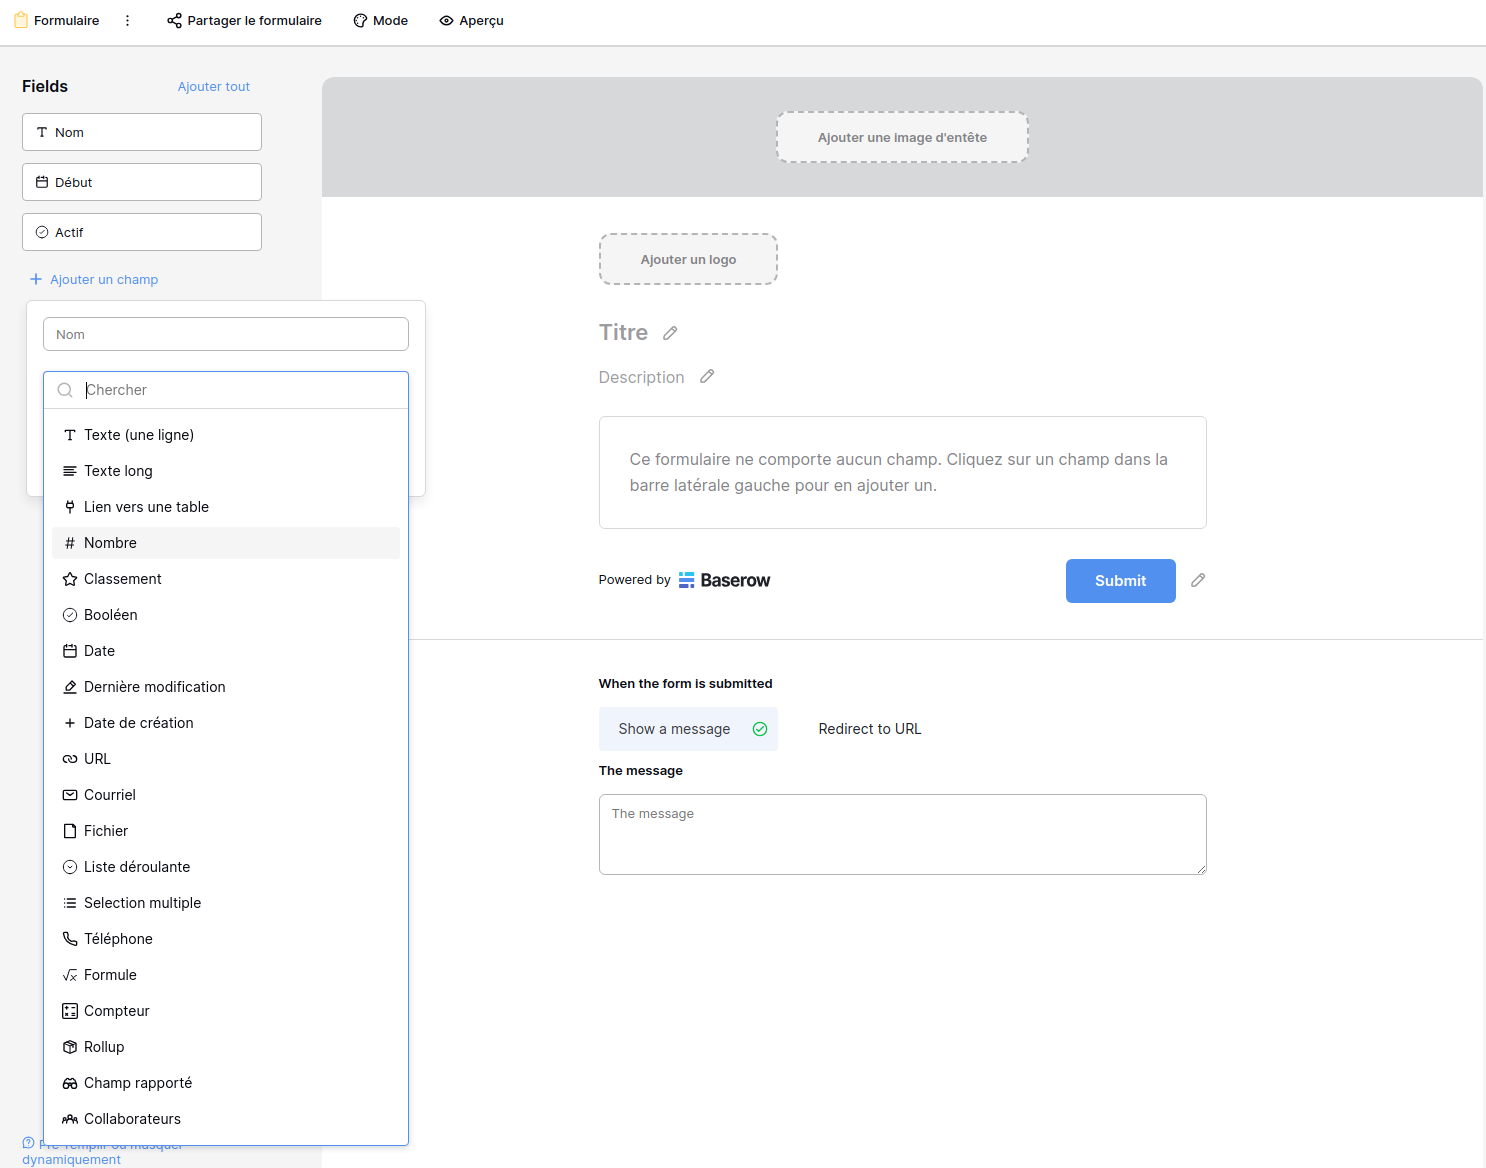 Formulaire
Partager le formulaire
Mode
Aperçu
Fields
Ajouter tout
Nom
Début
Actif
Ajouter un champ
Nom
Chercher
Texte (une ligne)
Texte long
Lien vers une table
Nombre
Classement
Booléen
Date
Dernière modification
Date de création
URL
Courriel
Fichier
Liste déroulante
Selection multiple
Téléphone
Formule
Compteur
Rollup
Champ rapporté
Collaborateurs
dynamiquement
Ajouter une image d'entête
Ajouter un logo
Titre
Description
Ce formulaire ne comporte aucun champ. Cliquez sur un champ dans la
barre latérale gauche pour en ajouter un.
Powered by Baserow
Submit
When the form is submitted
Show a message
Redirect to URL
The message
The message